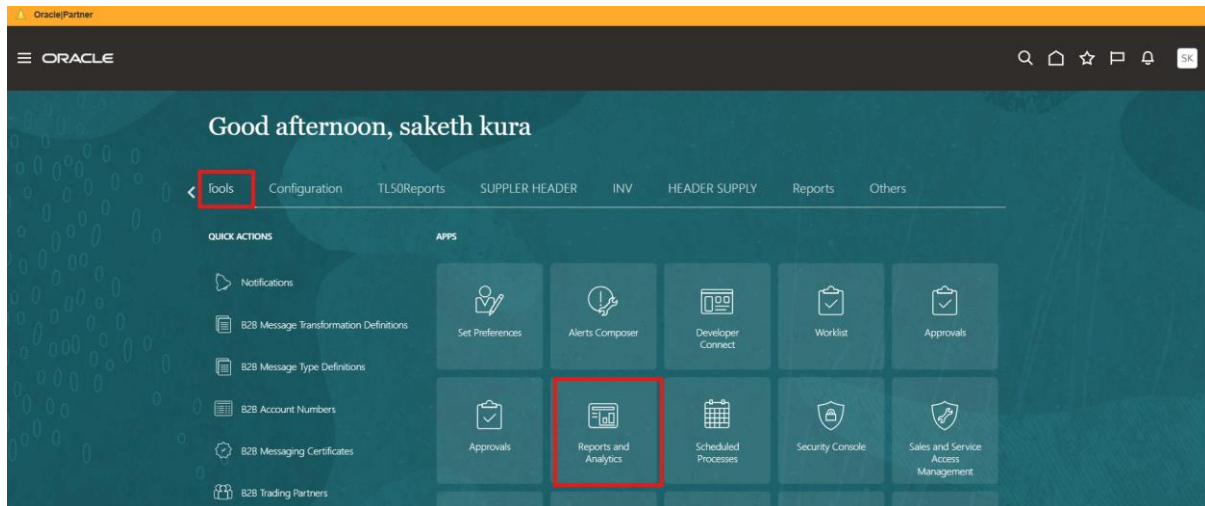 Oracle|Partner
ORACLE
SK
Good afternoon, saketh kura
Tools Configuration TL50Reports SUPPLER HEADER INV HEADER SUPPLY Reports Others
QUICK ACTIONS
Notifications
B2B Message Transformation Definitions
B2B Message Type Definitions
B2B Account Numbers
B2B Messaging Certificates
B2B Trading Partners
APPS
Set Preferences
Alerts Composer
Developer
Connect
Worklist
Approvals
Approvals
Reports and
Analytics
Scheduled
Processes
Security Console
Sales and Service
Access
Management